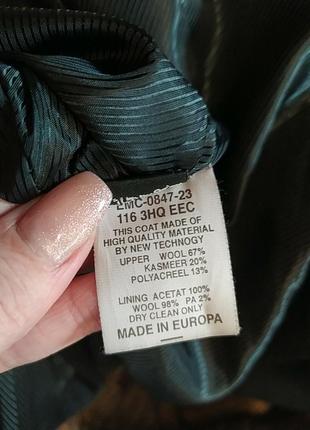 EMC-0847-23
116 3HQ EEC
THIS COAT MADE OF
HIGH QUALITY MATERIAL
BY NEW TECHNOGY
UPPER WOOL 67%
KASMEER 20%
POLYACREEL 13%
LINING ACETAT 100%
WOOL 98% PA 2%
DRY CLEAN ONLY
MADE IN EUROPA